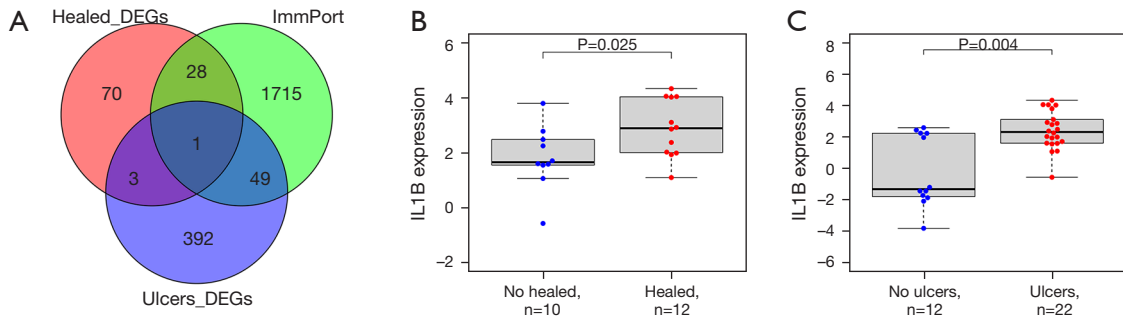 A
Healed_DEGs
ImmPort
70
28
1715
1
3
49
392
Ulcers_DEGs
B
P=0.025
IL1B expression
6
4
2
0
−2
No healed,
n=10
Healed,
n=12
C
P=0.004
IL1B expression
8
6
4
2
0
−2
−4
−6
No ulcers,
n=12
Ulcers,
n=22